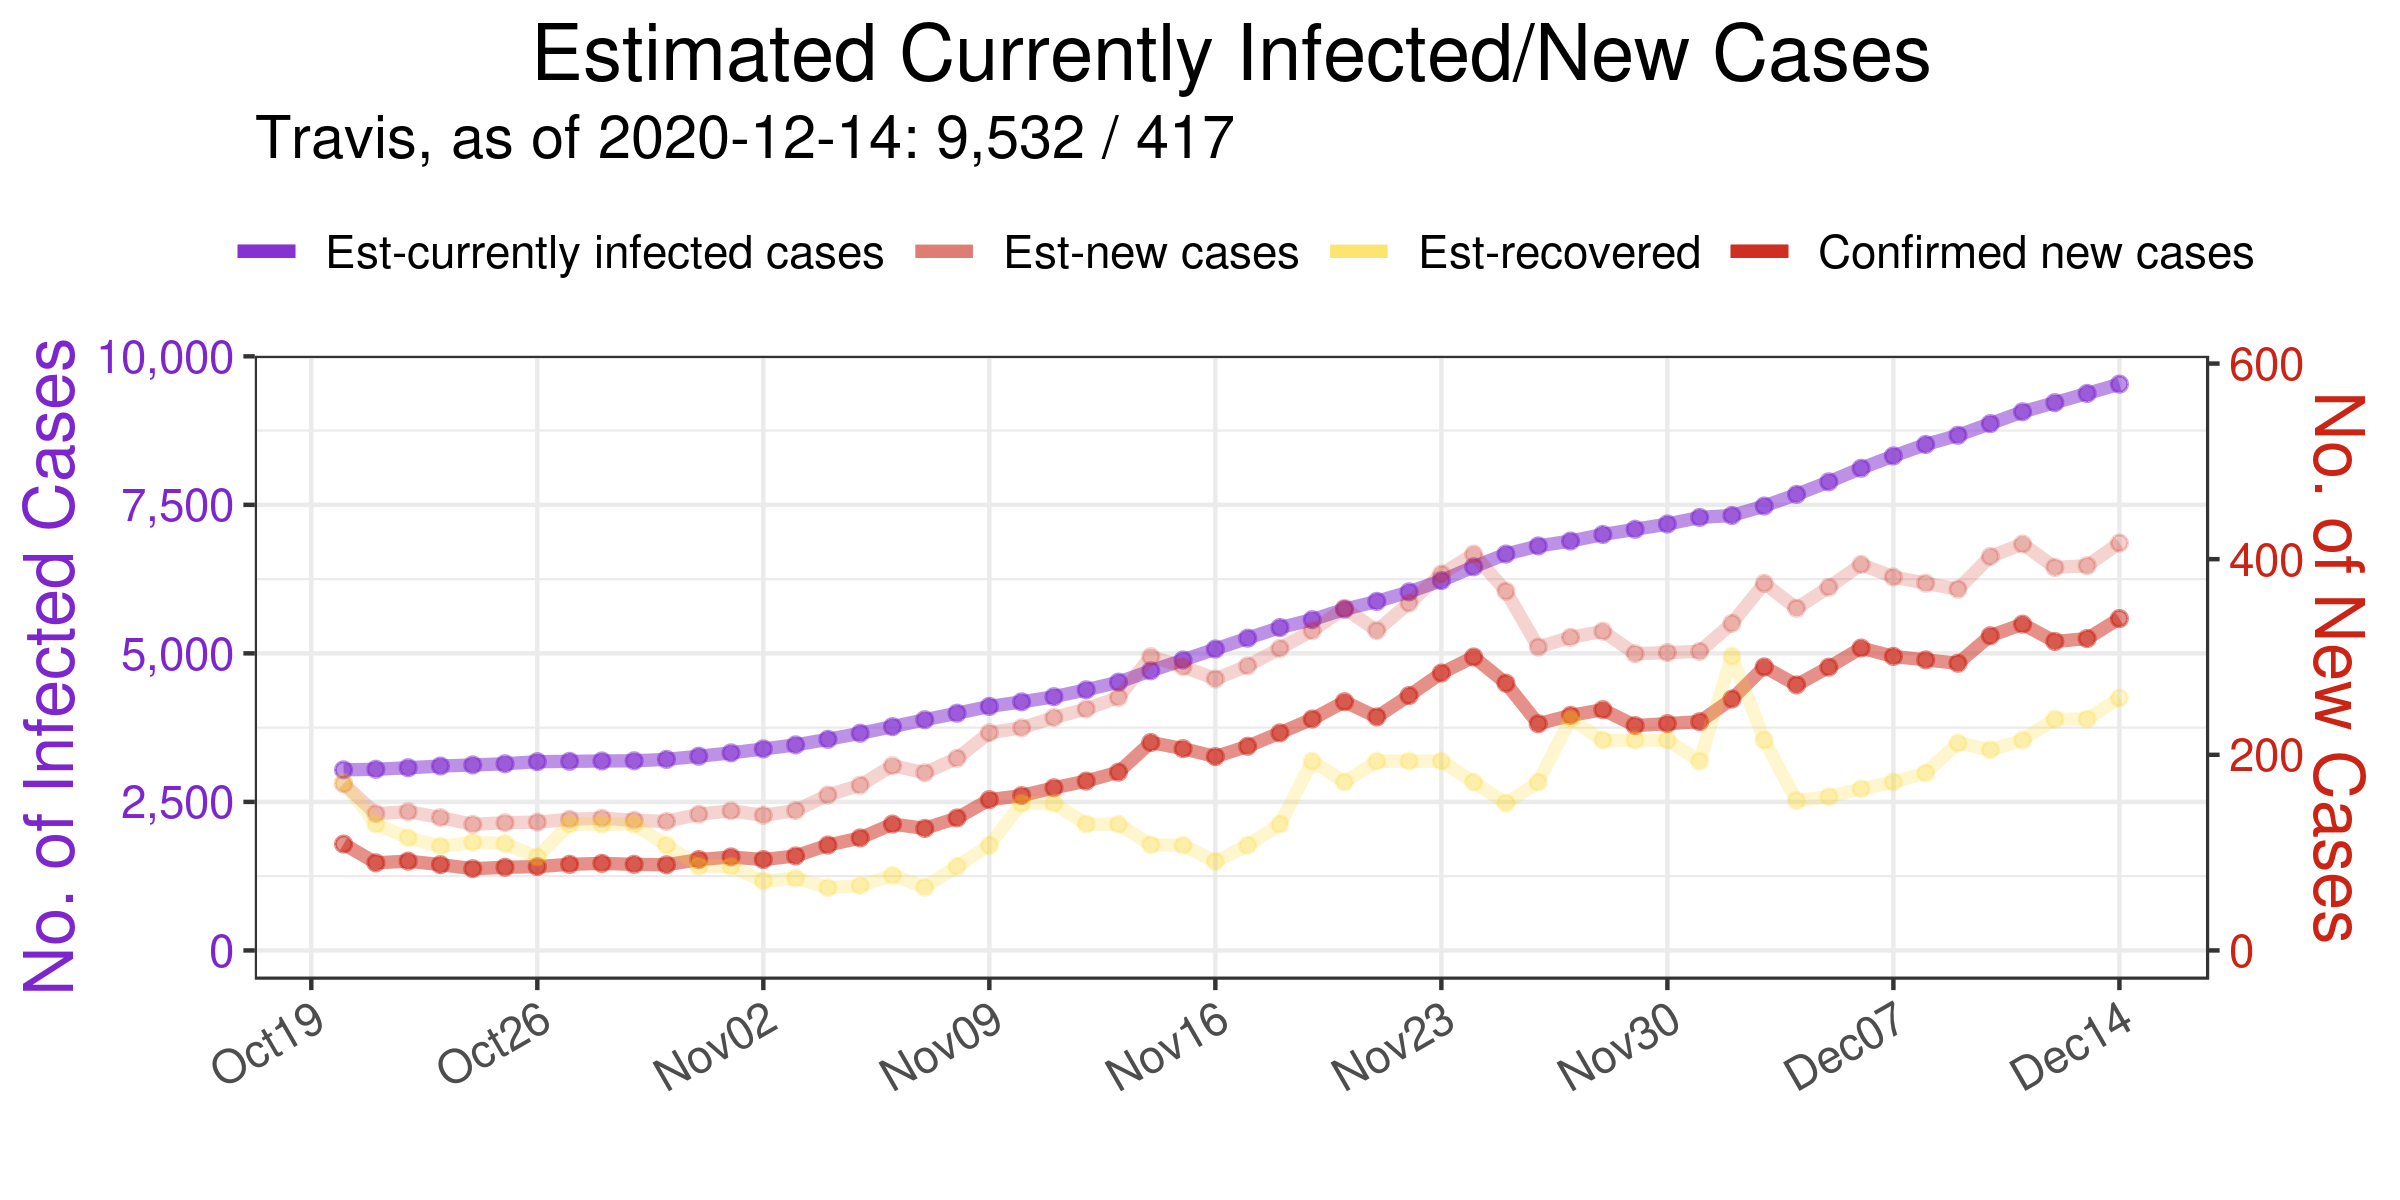 Estimated Currently Infected/New Cases
Travis, as of 2020-12-14: 9,532 / 417
Est-currently infected cases Est-new cases Est-recovered Confirmed new cases
No. of Infected Cases
10,000
7,500
5,000
2,500
0
600
400
200
0
No. of New Cases
Oct19 Oct26 Nov02 Nov09 Nov16 Nov23 Nov30 Dec07 Dec14